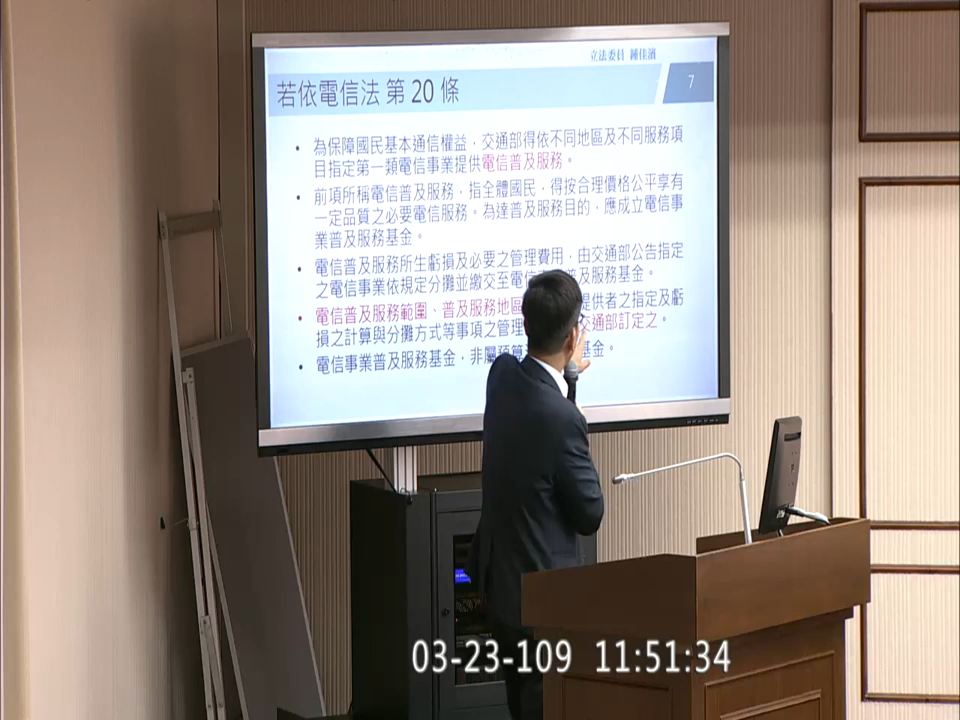 立法委員 鍾佳濱
7
若依電信法 第 20 條
• 為保障國民基本通信權益，交通部得依不同地區及不同服務項
目指定第一類電信事業提供電信普及服務。
• 前項所稱電信普及服務，指全體國民，得按合理價格公平享有
一定品質之必要電信服務。為達普及服務目的，應成立電信事
業普及服務基金。
• 電信普及服務所生虧損及必要之管理費用，由交通部公告指定
之電信事業依規定分攤並繳交至電信 普及服務基金。
• 電信普及服務範圍、普及服務地區 提供者之指定及虧
損之計算與分攤方式等事項之管理 交通部訂定之。
• 電信事業普及服務基金，非屬預算 基金。
03-23-109 11:51:34